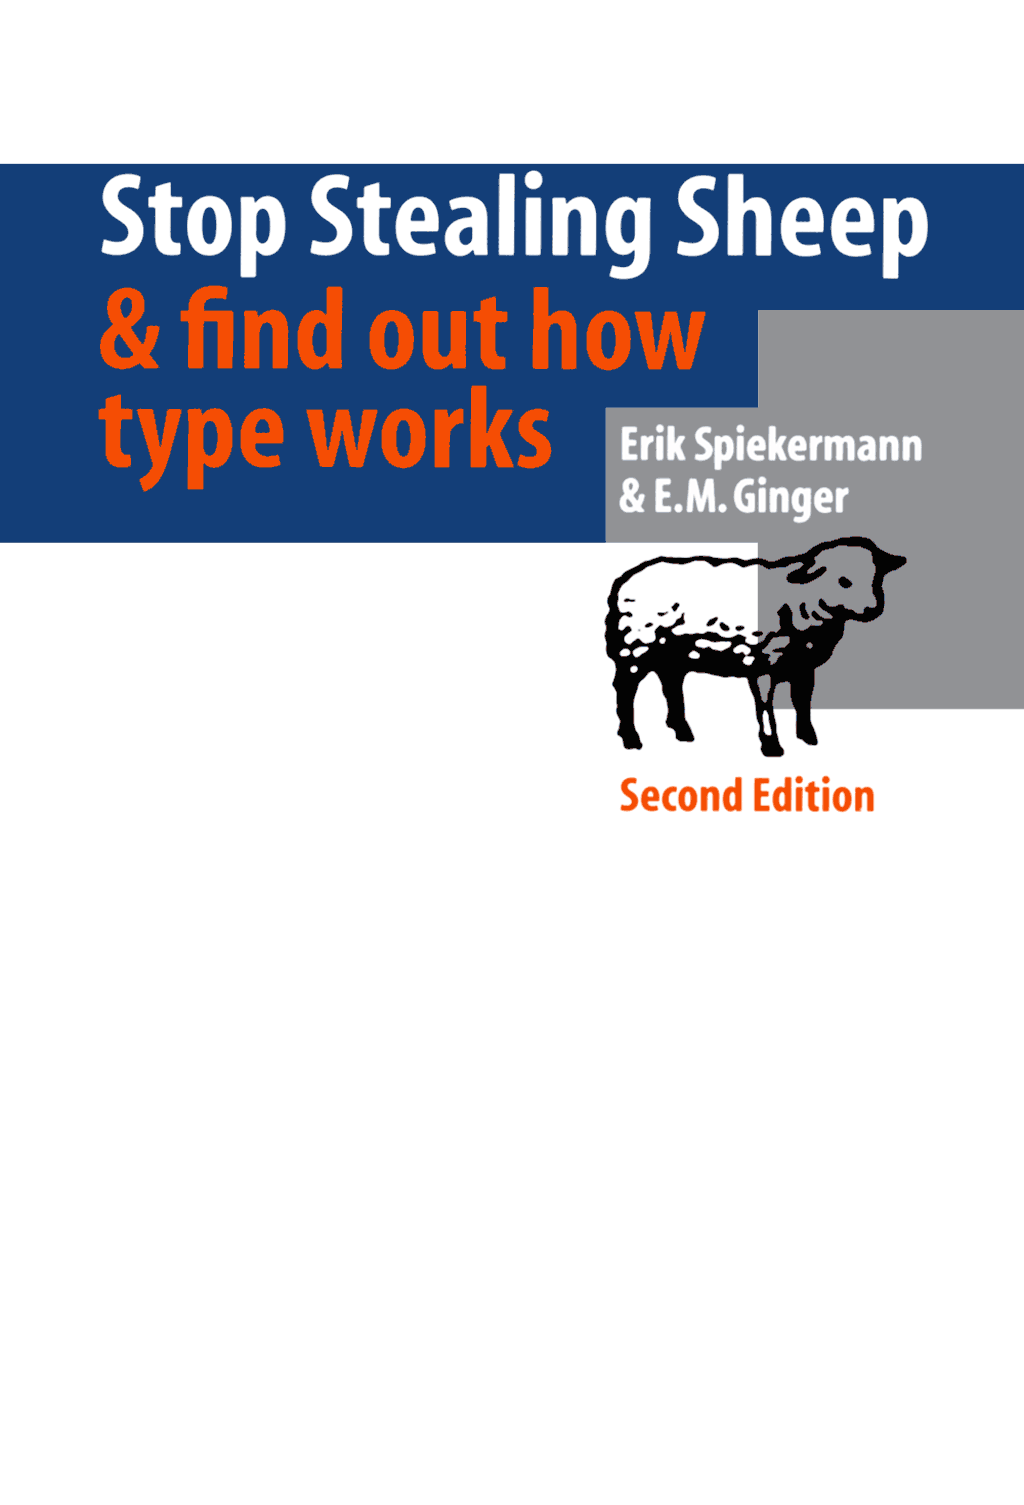 Stop Stealing Sheep
& find out how
type works
Erik Spiekermann
& E.M. Ginger
Second Edition